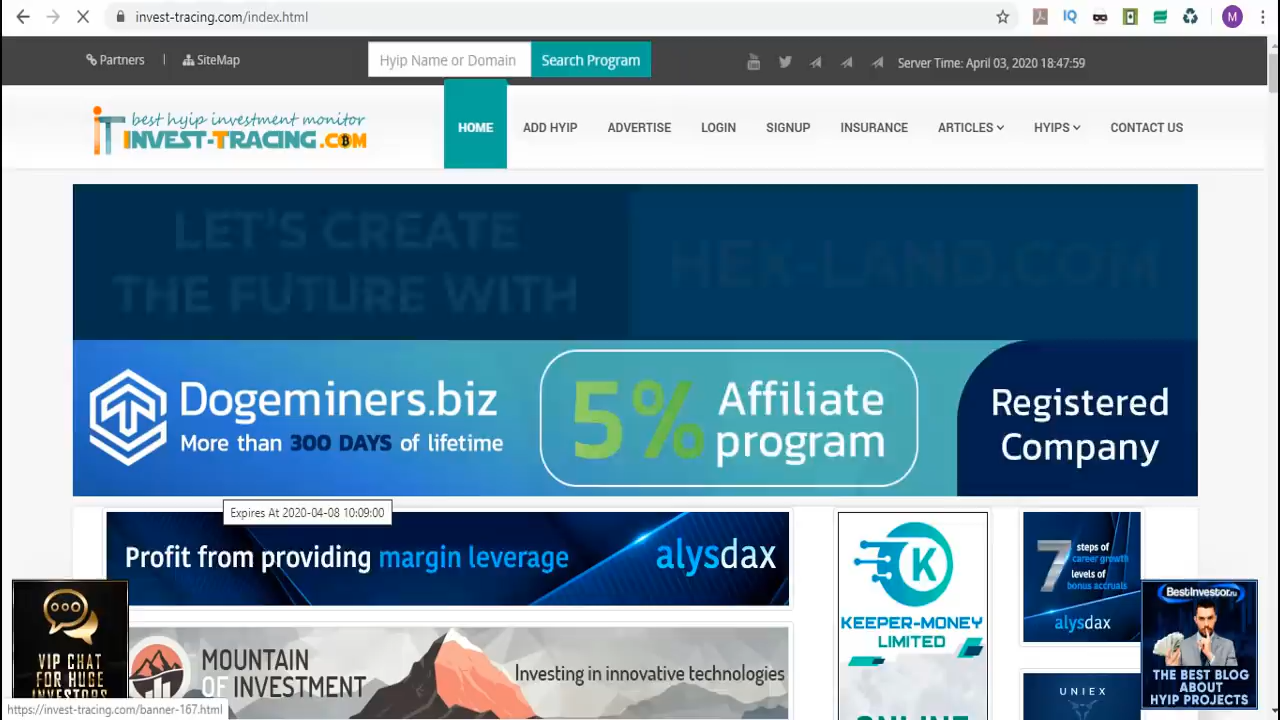 invest-tracing.com/index.html
M
Partners | SiteMap
Hyip Name or Domain
Search Program
Server Time: April 03, 2020 18:47:59
best hyip investment monitor
INVEST-TRACING.COM
HOME ADD HYIP ADVERTISE LOGIN SIGNUP INSURANCE ARTICLES HYIPS CONTACT US
LET'S CREATE
THE FUTURE WITH
HEX-LAND.COM
Dogeminers.biz
More than 300 DAYS of lifetime
5% Affiliate
program
Registered
Company
Expires At 2020-04-08 10:09:00
Profit from providing margin leverage
alysdax
K
KEEPER-MONEY
LIMITED
ONLINE
7 steps of
career growth
levels of
bonus accruals
alysdax
UNIEX
MOUNTAIN
OF INVESTMENT
Investing in innovative technologies
VIP CHAT
FOR HUGE
INVESTORS
BestInvestor.ru
THE BEST BLOG
ABOUT
HYIP PROJECTS
https://invest-tracing.com/banner-167.html